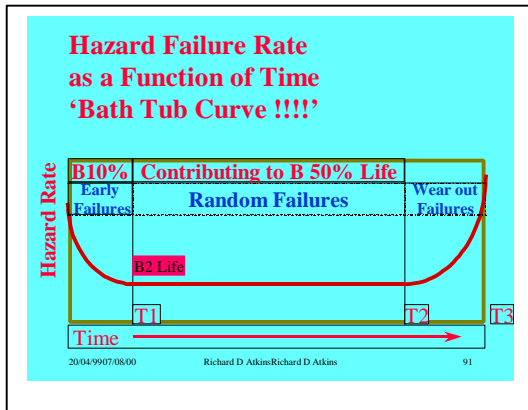 Hazard Failure Rate
as a Function of Time
‘Bath Tub Curve !!!!’
B10% Contributing to B 50% Life
Early
Failures
Random Failures
Wear out
Failures
Hazard Rate
B2 Life
T1
T2
T3
Time
20/04/9907/08/00 Richard D AtkinsRichard D Atkins 91